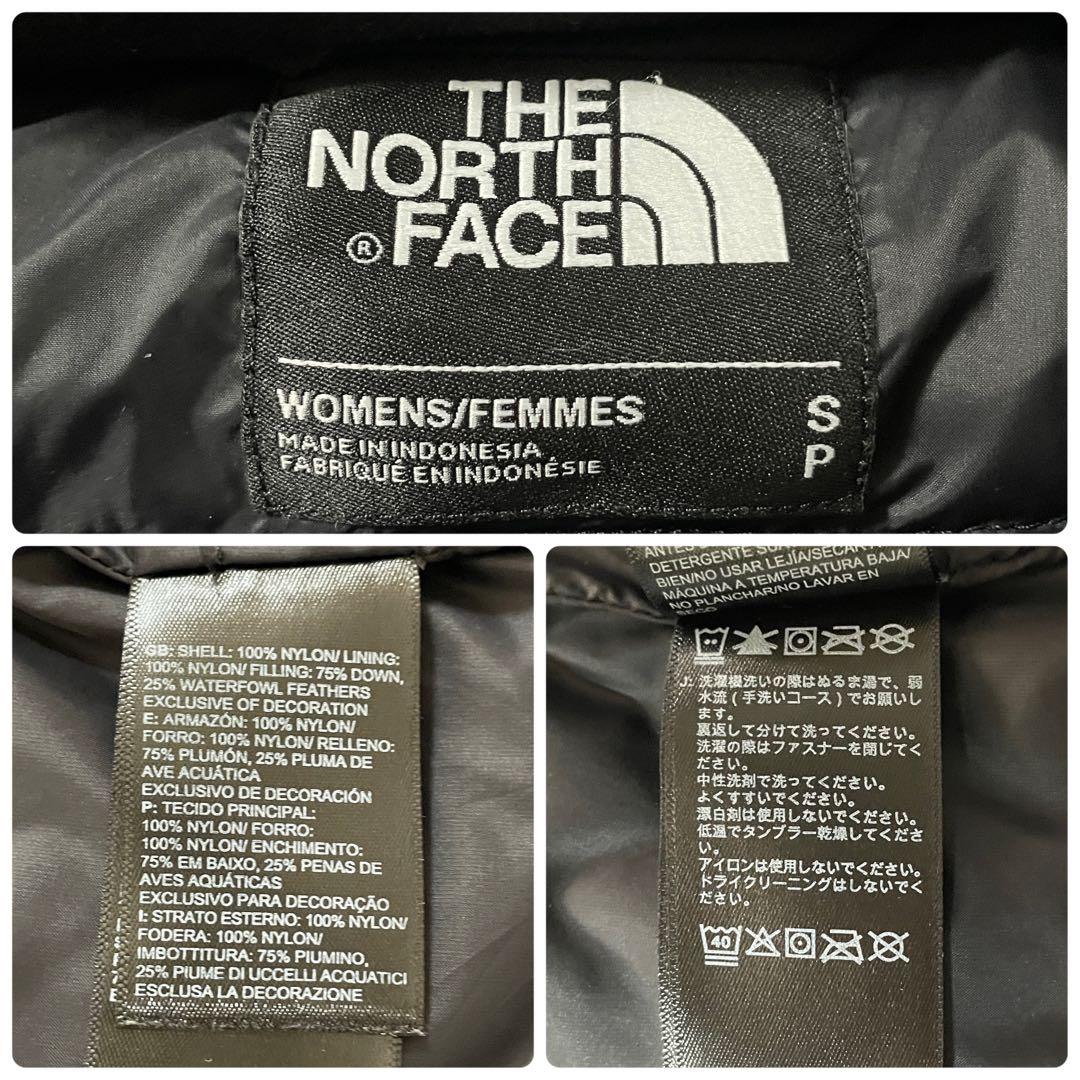 THE
NORTH
® FACE
WOMENS/FEMMES S
MADE IN INDONESIA P
FABRIQUÉ EN INDONÉSIE
GB: SHELL: 100% NYLON/ LINING:
100% NYLON/ FILLING: 75% DOWN,
25% WATERFOWL FEATHERS
EXCLUSIVE OF DECORATION
E: ARMAZÓN: 100% NYLON/
FORRO: 100% NYLON/ RELLENO:
75% PLUMÓN, 25% PLUMA DE
AVE ACUÁTICA
EXCLUSIVO DE DECORACIÓN
P: TECIDO PRINCIPAL:
100% NYLON/ FORRO:
100% NYLON/ ENCHIMENTO:
75% EM BAIXO, 25% PENAS DE
AVES AQUÁTICAS
EXCLUSIVO PARA DECORAÇÃO
I: STRATO ESTERNO: 100% NYLON/
FODERA: 100% NYLON/
IMBOTTITURA: 75% PIUMINO,
25% PIUME DI UCCELLI ACQUATICI
ESCLUSA LA DECORAZIONE
BIEN/NO USAR LEJÍA/SECAR
MÁQUINA A TEMPERATURA BAJA/
NO PLANCHAR/NO LAVAR EN
SECO
J: 洗濯機洗いの際はぬるま湯で、弱
水流(手洗いコース)でお願いし
ます。
裏返して分けて洗ってください。
洗濯の際はファスナーを閉じてく
ださい。
中性洗剤で洗ってください。
よくすすいでください。
漂白剤は使用しないでください。
低温でタンブラー乾燥してくださ
い。
アイロンは使用しないでください。
ドライクリーニングはしないでく
ださい。
40